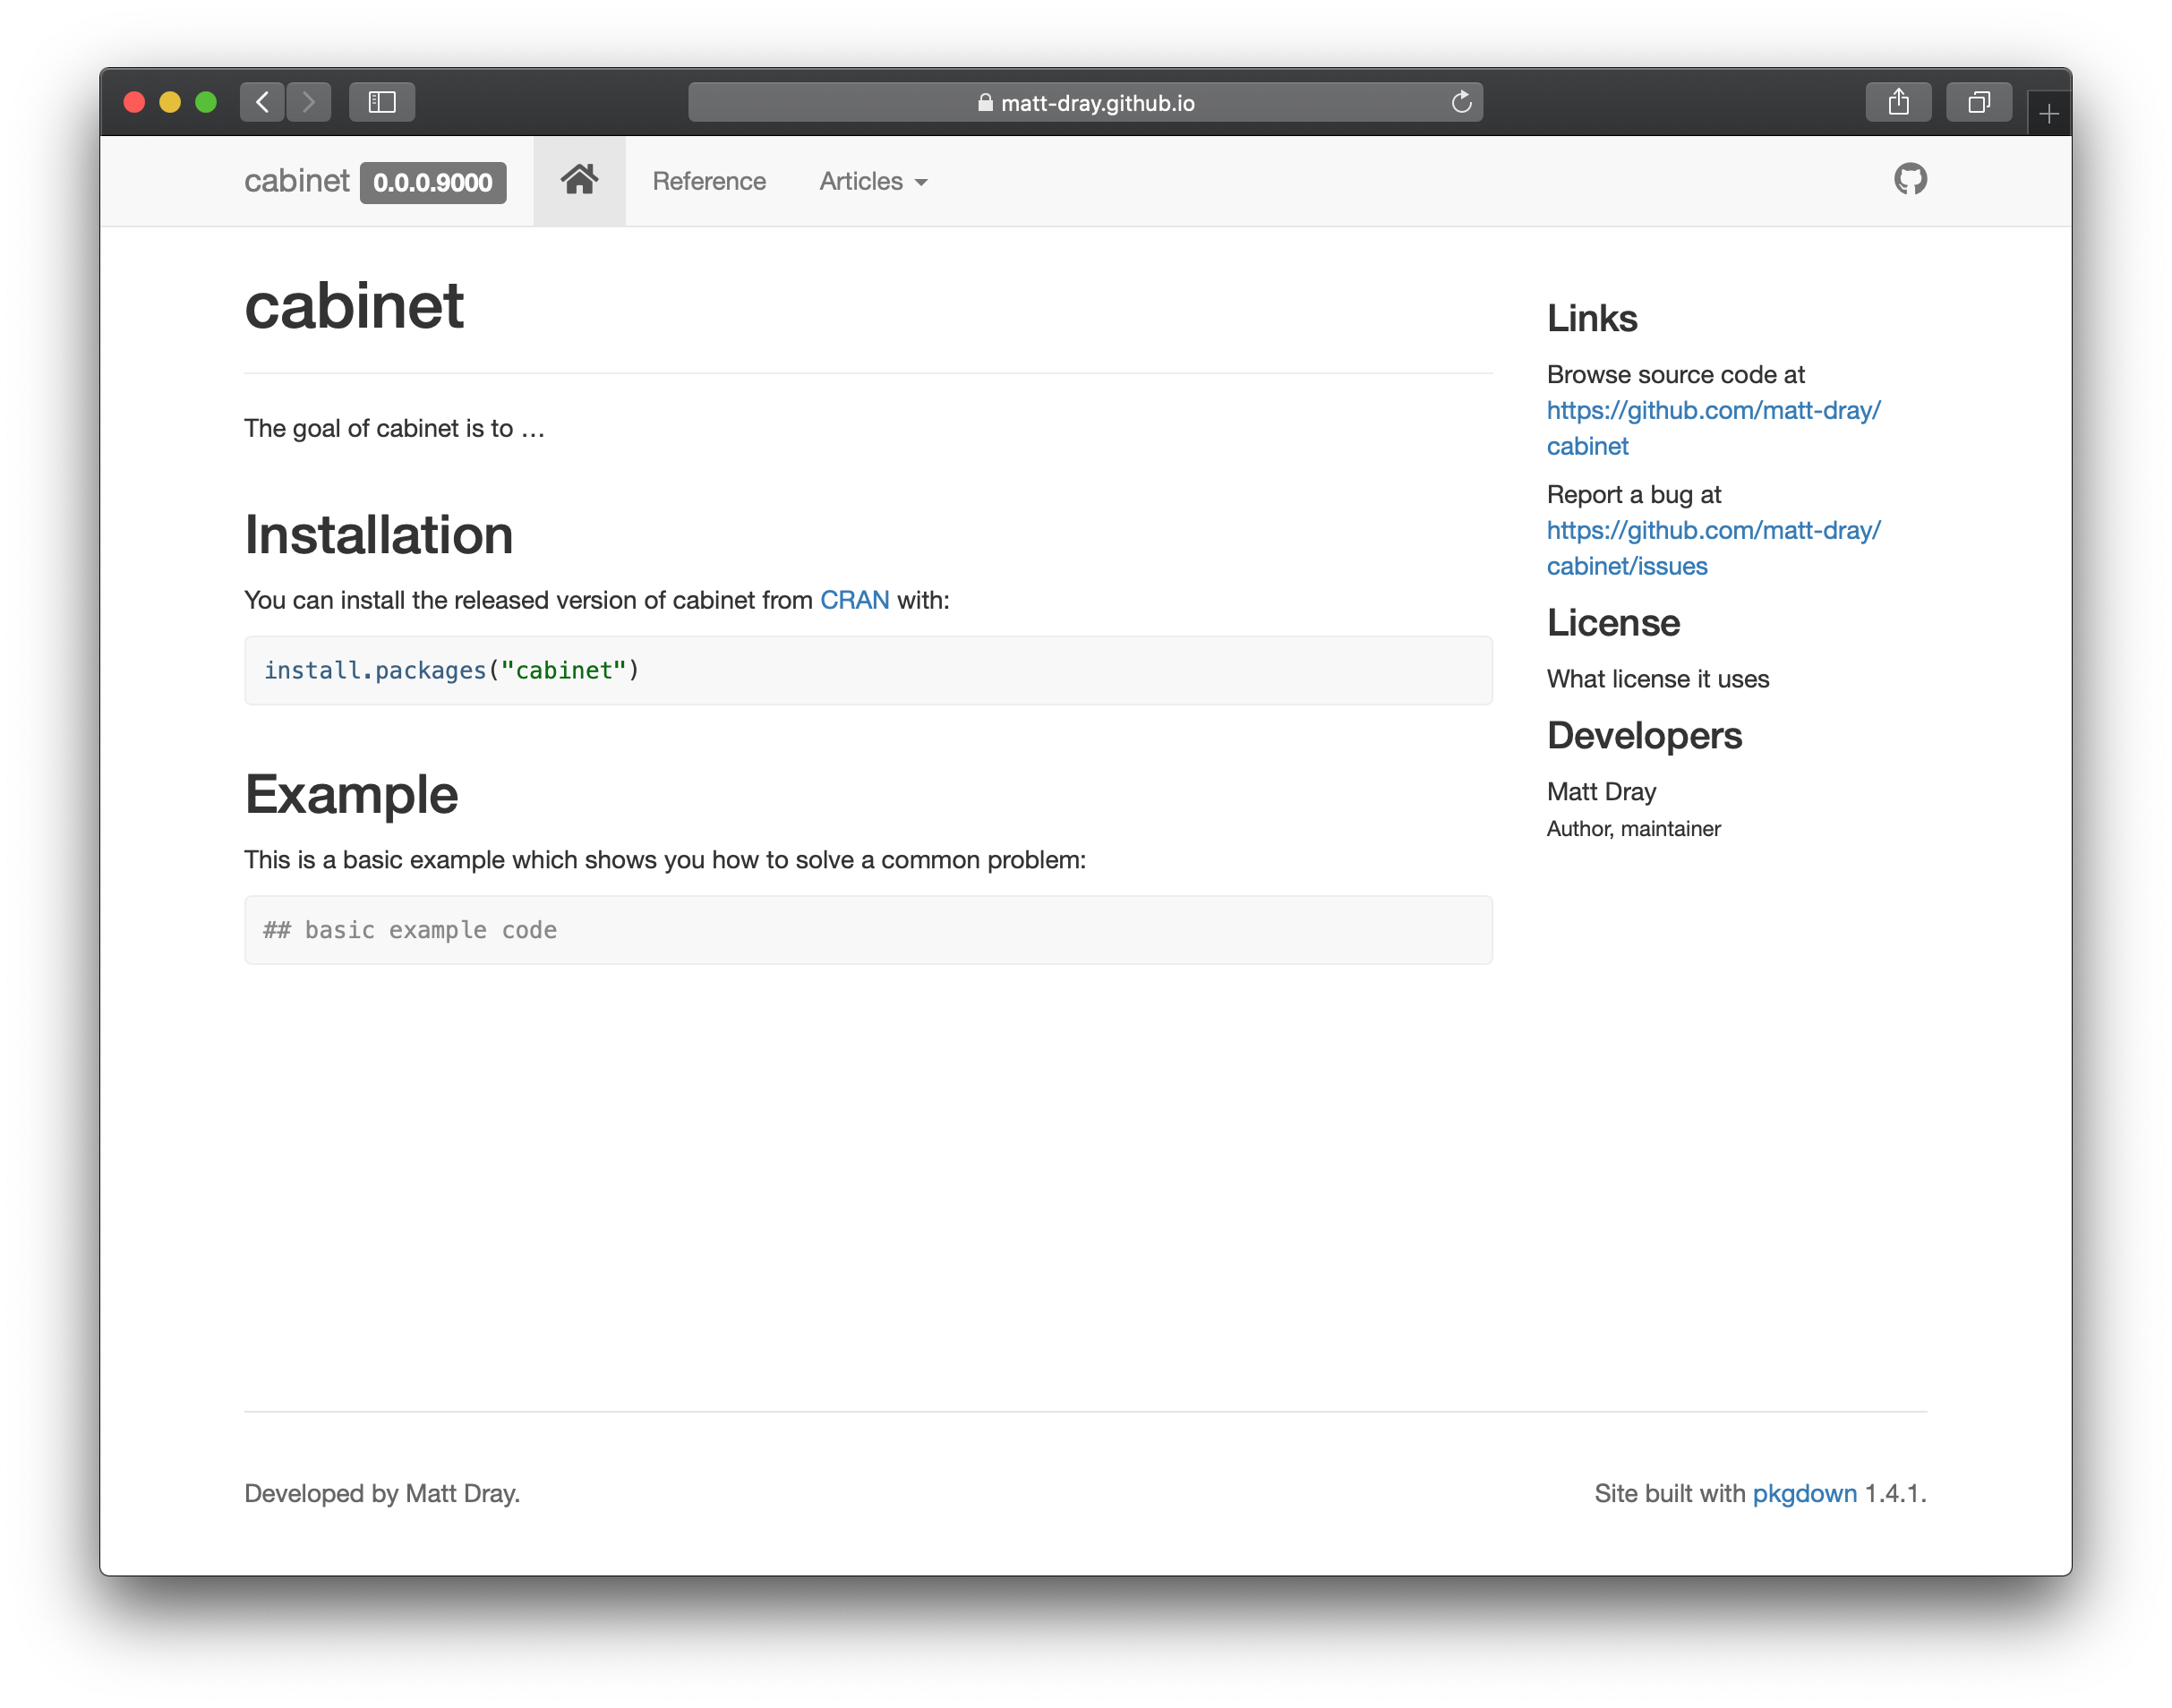 matt-dray.github.io
cabinet 0.0.0.9000 Reference Articles
cabinet
The goal of cabinet is to …
Installation
You can install the released version of cabinet from CRAN with:
install.packages("cabinet")
Example
This is a basic example which shows you how to solve a common problem:
## basic example code
Links
Browse source code at
https://github.com/matt-dray/
cabinet
Report a bug at
https://github.com/matt-dray/
cabinet/issues
License
What license it uses
Developers
Matt Dray
Author, maintainer
Developed by Matt Dray.
Site built with pkgdown 1.4.1.